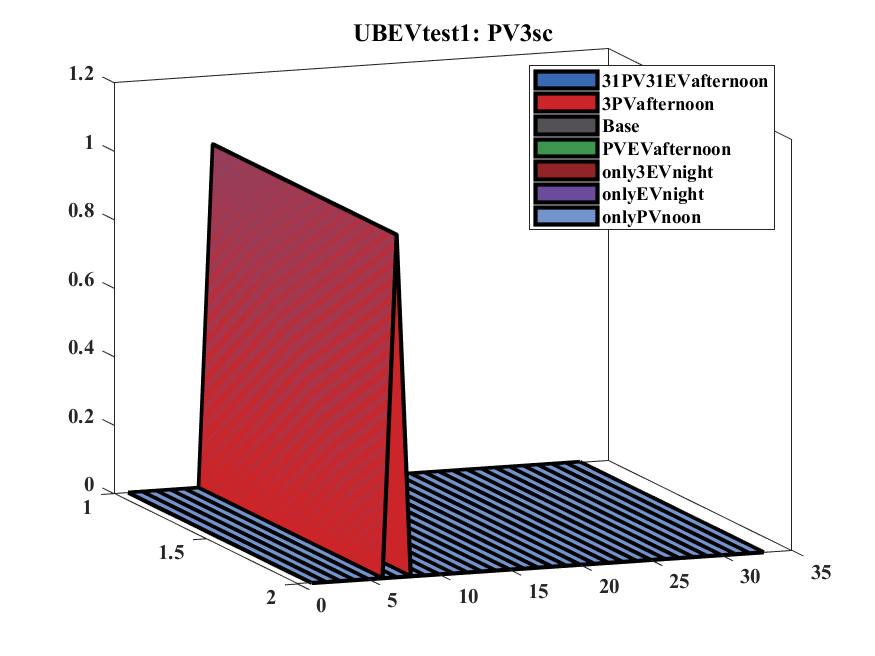 UBEVtest1: PV3sc
31PV31EVafternoon
3PVafternoon
Base
PVEVafternoon
only3EVnight
onlyEVnight
onlyPVnoon
1.2
1
0.8
0.6
0.4
0.2
0
1
1.5
2
0
5
10
15
20
25
30
35